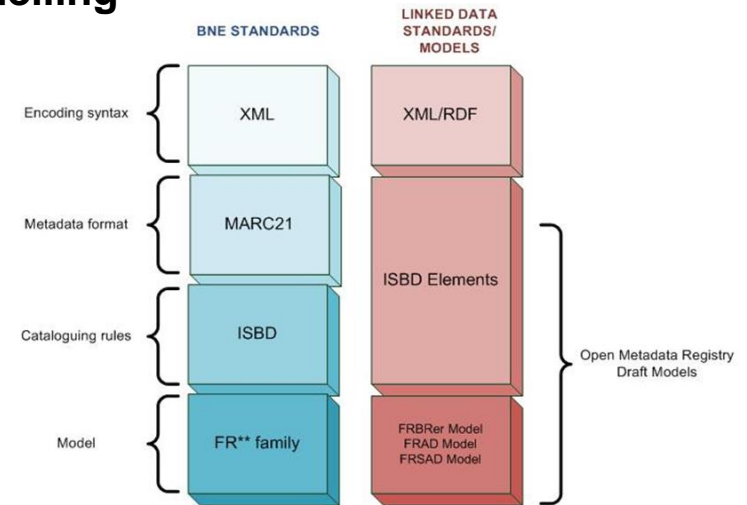 BNE STANDARDS
LINKED DATA
STANDARDS/
MODELS
Encoding syntax
XML
XML/RDF
Metadata format
MARC21
ISBD Elements
Cataloguing rules
ISBD
Open Metadata Registry
Draft Models
Model
FR** family
FRBRer Model
FRAD Model
FRSAD Model